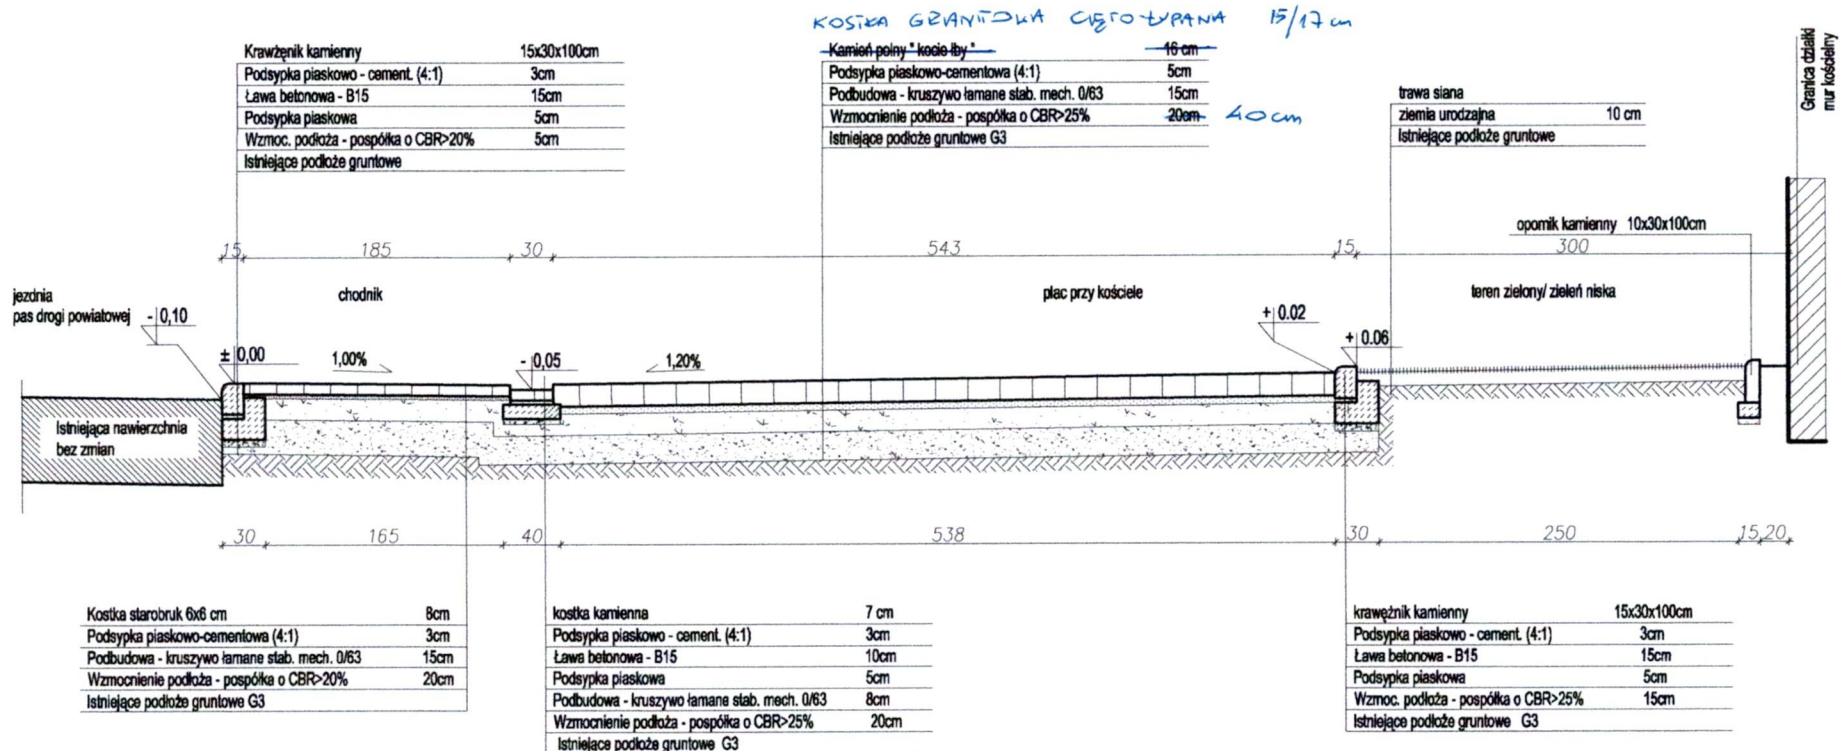 KOSTKA GRANITOWA CIĘTO ŁUPANA 15/17 cm
Krawżęnik kamienny 15x30x100cm
Podsypka piaskowo - cement. (4:1) 3cm
Ława betonowa - B15 15cm
Podsypka piaskowa 5cm
Wzmoc. podłoża - pospółka o CBR>20% 5cm
Istniejące podłoże gruntowe
Kamień polny " kocie łby " 16 cm
Podsypka piaskowo-cementowa (4:1) 5cm
Podbudowa - kruszywo łamane stab. mech. 0/63 15cm
Wzmocnienie podłoża - pospółka o CBR>25% 20cm 40cm
Istniejące podłoże gruntowe G3
trawa siana
ziemia urodzajna 10 cm
Istniejące podłoże gruntowe
Granica działki
mur kościelny
opornik kamienny 10x30x100cm
15 185 30 543 15 300
jezdnia
pas drogi powiatowej
chodnik
plac przy kościele
teren zielony/ zieleń niska
- 0,10
± 0,00
1,00%
- 0,05
1,20%
+ 0.02
+ 0.06
Istniejąca nawierzchnia
bez zmian
30 165 40 538 30 250 15 20
Kostka starobruk 6x6 cm 8cm
Podsypka piaskowo-cementowa (4:1) 3cm
Podbudowa - kruszywo łamane stab. mech. 0/63 15cm
Wzmocnienie podłoża - pospółka o CBR>20% 20cm
Istniejące podłoże gruntowe G3
kostka kamienna 7 cm
Podsypka piaskowo - cement. (4:1) 3cm
Ława betonowa - B15 10cm
Podsypka piaskowa 5cm
Podbudowa - kruszywo łamane stab. mech. 0/63 8cm
Wzmocnienie podłoża - pospółka o CBR>25% 20cm
Istniejące podłoże gruntowe G3
krawężnik kamienny 15x30x100cm
Podsypka piaskowo - cement. (4:1) 3cm
Ława betonowa - B15 15cm
Podsypka piaskowa 5cm
Wzmoc. podłoża - pospółka o CBR>25% 15cm
Istniejące podłoże gruntowe G3